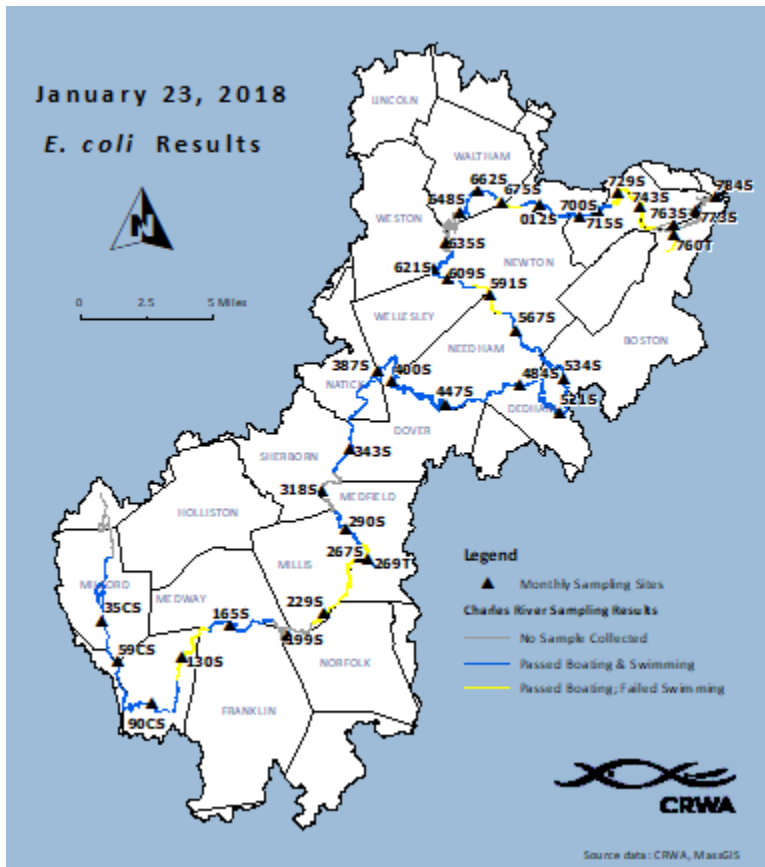 January 23, 2018
E. coli Results
N
0 2.5 5 Miles
LINCOLN
WALTHAM
WESTON
NEWTON
WELLESLEY
NEEDHAM
BOSTON
NATICK
DEDHAM
DOVER
SHERBORN
MEDFIELD
HOLLISTON
MILLIS
MILFORD
MEDWAY
NORFOLK
FRANKLIN
662S
675S
729S
784S
743S
648S
700S
763S
773S
012S
715S
760T
635S
621S
609S
591S
567S
387S
400S
534S
484S
447S
521S
343S
318S
290S
267S
269T
229S
35CS
165S
199S
59CS
130S
90CS
Legend
Monthly Sampling Sites
Charles River Sampling Results
No Sample Collected
Passed Boating & Swimming
Passed Boating; Failed Swimming
CRWA
Source data: CRWA, MassGIS